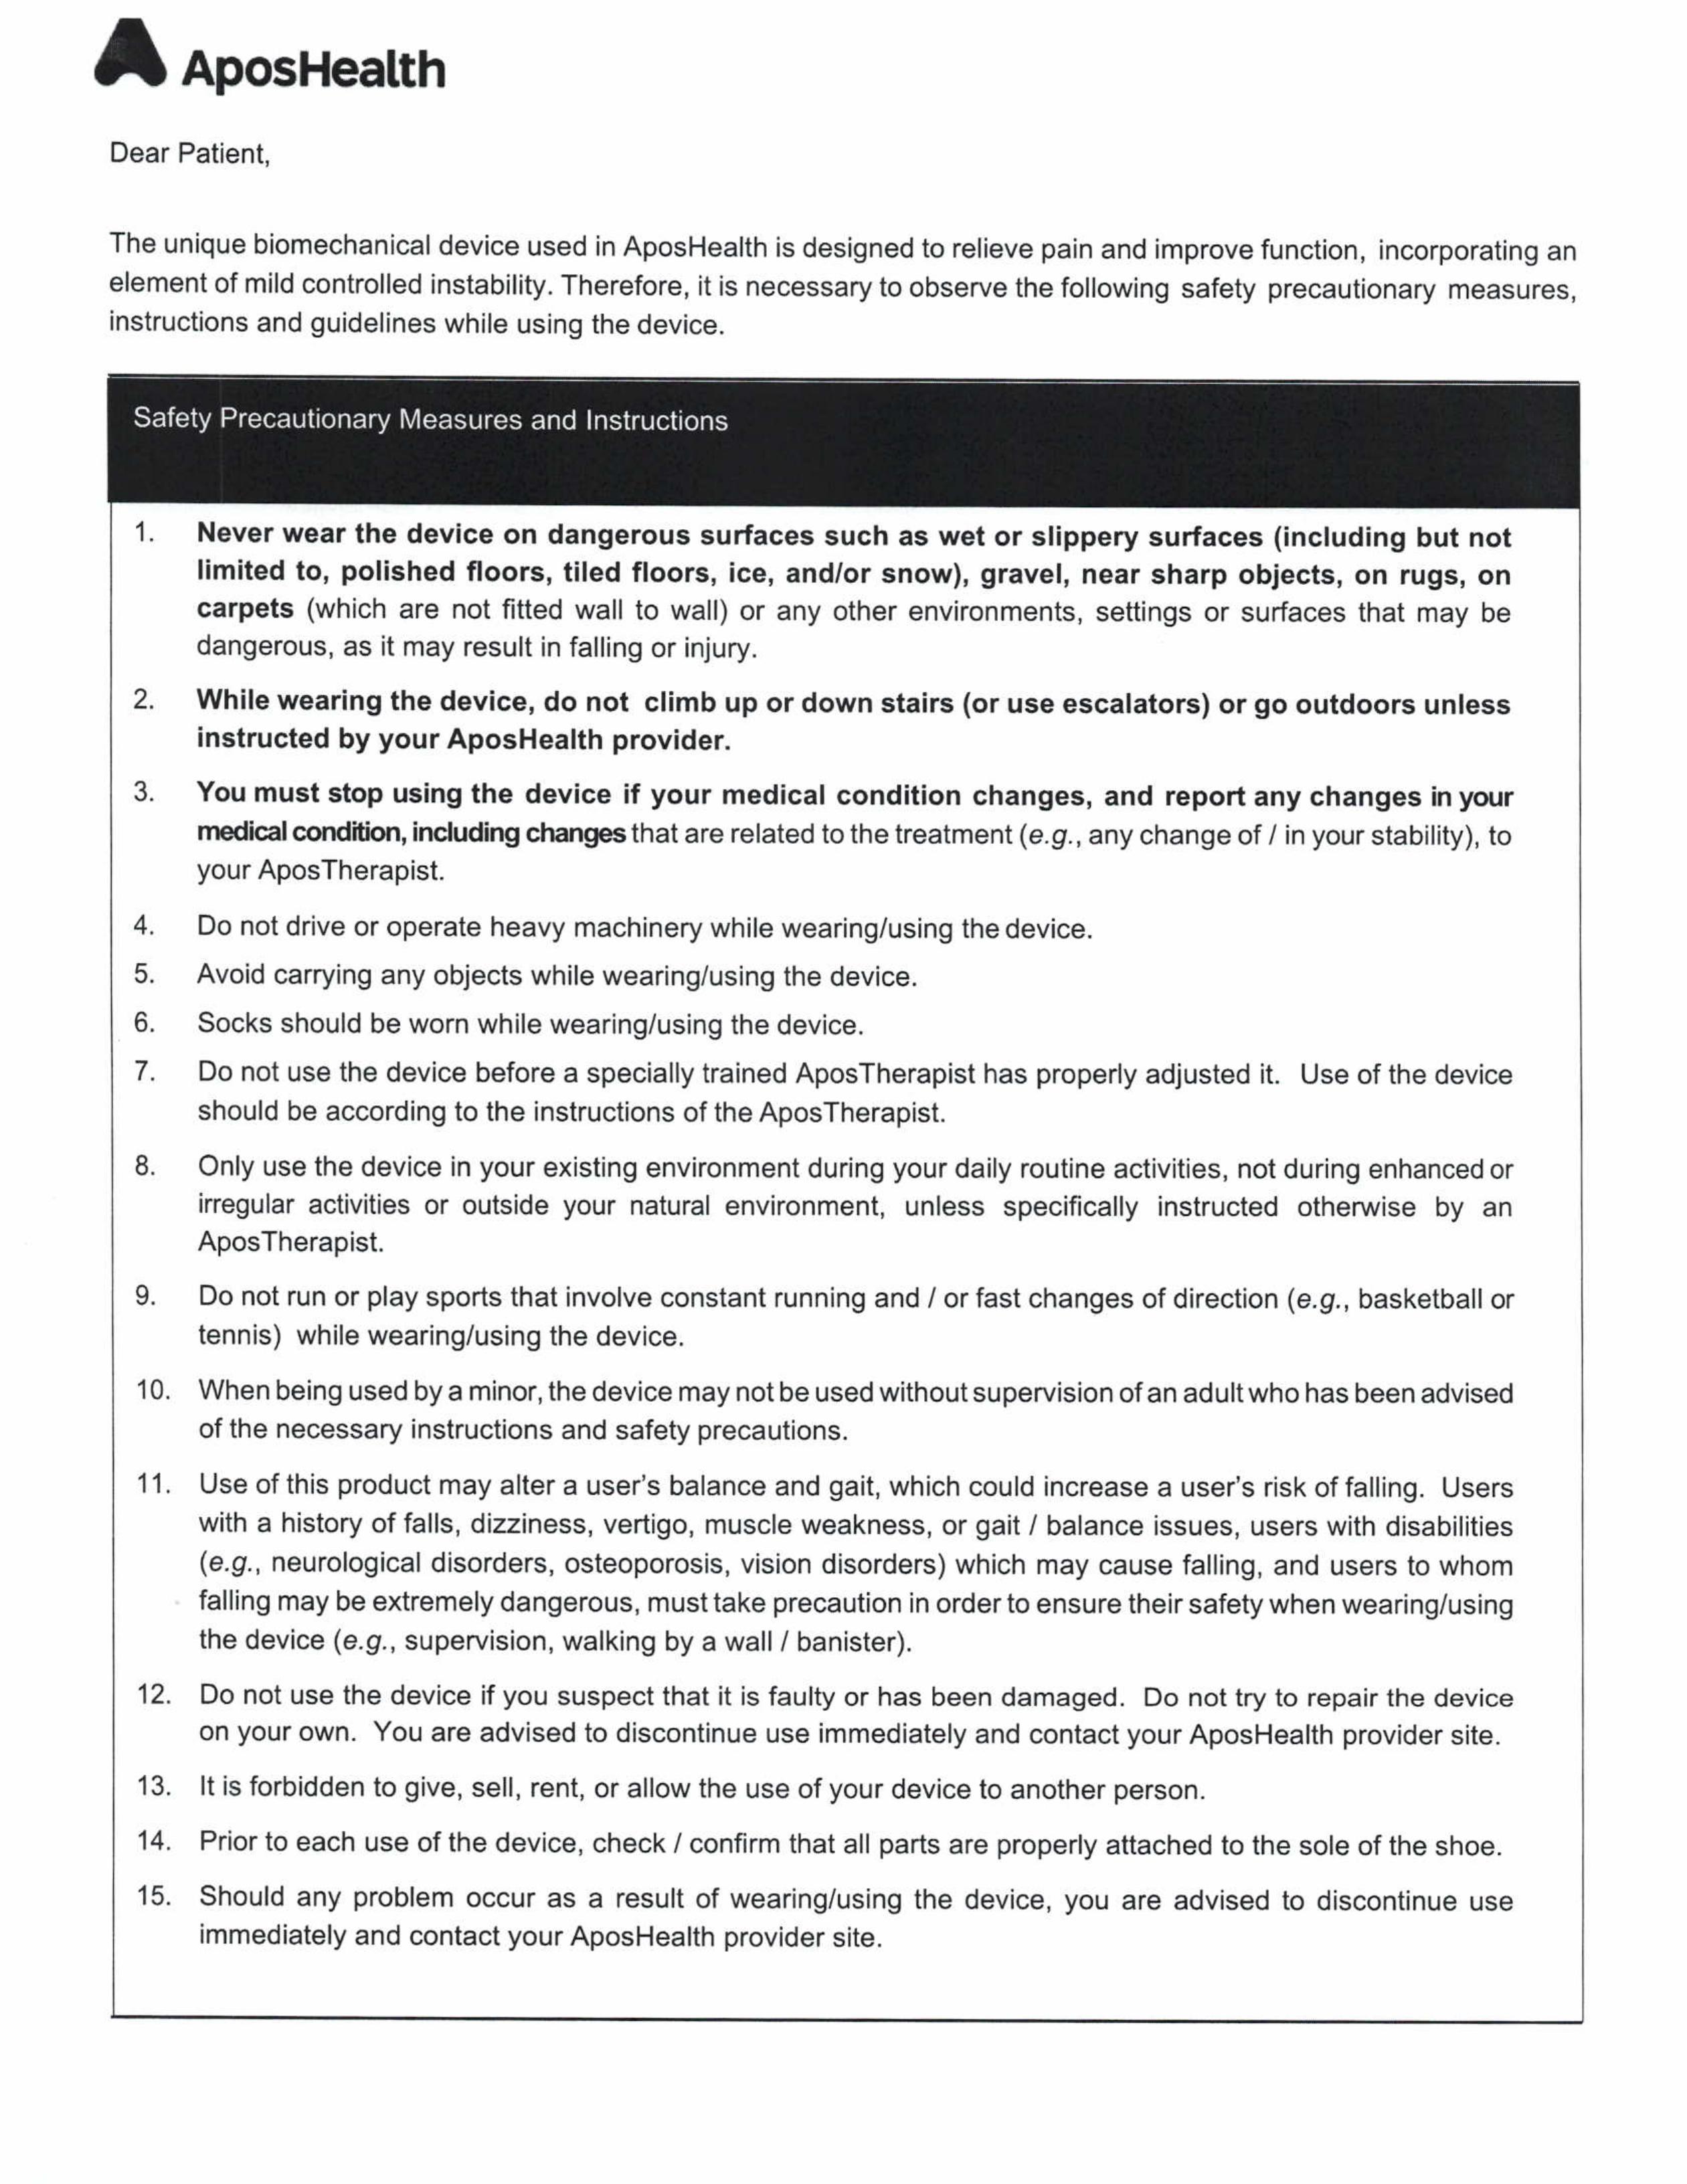 AposHealth
Dear Patient,
The unique biomechanical device used in AposHealth is designed to relieve pain and improve function, incorporating an
element of mild controlled instability. Therefore, it is necessary to observe the following safety precautionary measures,
instructions and guidelines while using the device.
Safety Precautionary Measures and Instructions
1. Never wear the device on dangerous surfaces such as wet or slippery surfaces (including but not
limited to, polished floors, tiled floors, ice, and/or snow), gravel, near sharp objects, on rugs, on
carpets (which are not fitted wall to wall) or any other environments, settings or surfaces that may be
dangerous, as it may result in falling or injury.
2. While wearing the device, do not climb up or down stairs (or use escalators) or go outdoors unless
instructed by your AposHealth provider.
3. You must stop using the device if your medical condition changes, and report any changes in your
medical condition, including changes that are related to the treatment (e.g., any change of / in your stability), to
your AposTherapist.
4. Do not drive or operate heavy machinery while wearing/using the device.
5. Avoid carrying any objects while wearing/using the device.
6. Socks should be worn while wearing/using the device.
7. Do not use the device before a specially trained AposTherapist has properly adjusted it. Use of the device
should be according to the instructions of the AposTherapist.
8. Only use the device in your existing environment during your daily routine activities, not during enhanced or
irregular activities or outside your natural environment, unless specifically instructed otherwise by an
AposTherapist.
9. Do not run or play sports that involve constant running and / or fast changes of direction (e.g., basketball or
tennis) while wearing/using the device.
10. When being used by a minor, the device may not be used without supervision of an adult who has been advised
of the necessary instructions and safety precautions.
11. Use of this product may alter a user's balance and gait, which could increase a user's risk of falling. Users
with a history of falls, dizziness, vertigo, muscle weakness, or gait / balance issues, users with disabilities
(e.g., neurological disorders, osteoporosis, vision disorders) which may cause falling, and users to whom
falling may be extremely dangerous, must take precaution in order to ensure their safety when wearing/using
the device (e.g., supervision, walking by a wall / banister).
12. Do not use the device if you suspect that it is faulty or has been damaged. Do not try to repair the device
on your own. You are advised to discontinue use immediately and contact your AposHealth provider site.
13. It is forbidden to give, sell, rent, or allow the use of your device to another person.
14. Prior to each use of the device, check / confirm that all parts are properly attached to the sole of the shoe.
15. Should any problem occur as a result of wearing/using the device, you are advised to discontinue use
immediately and contact your AposHealth provider site.